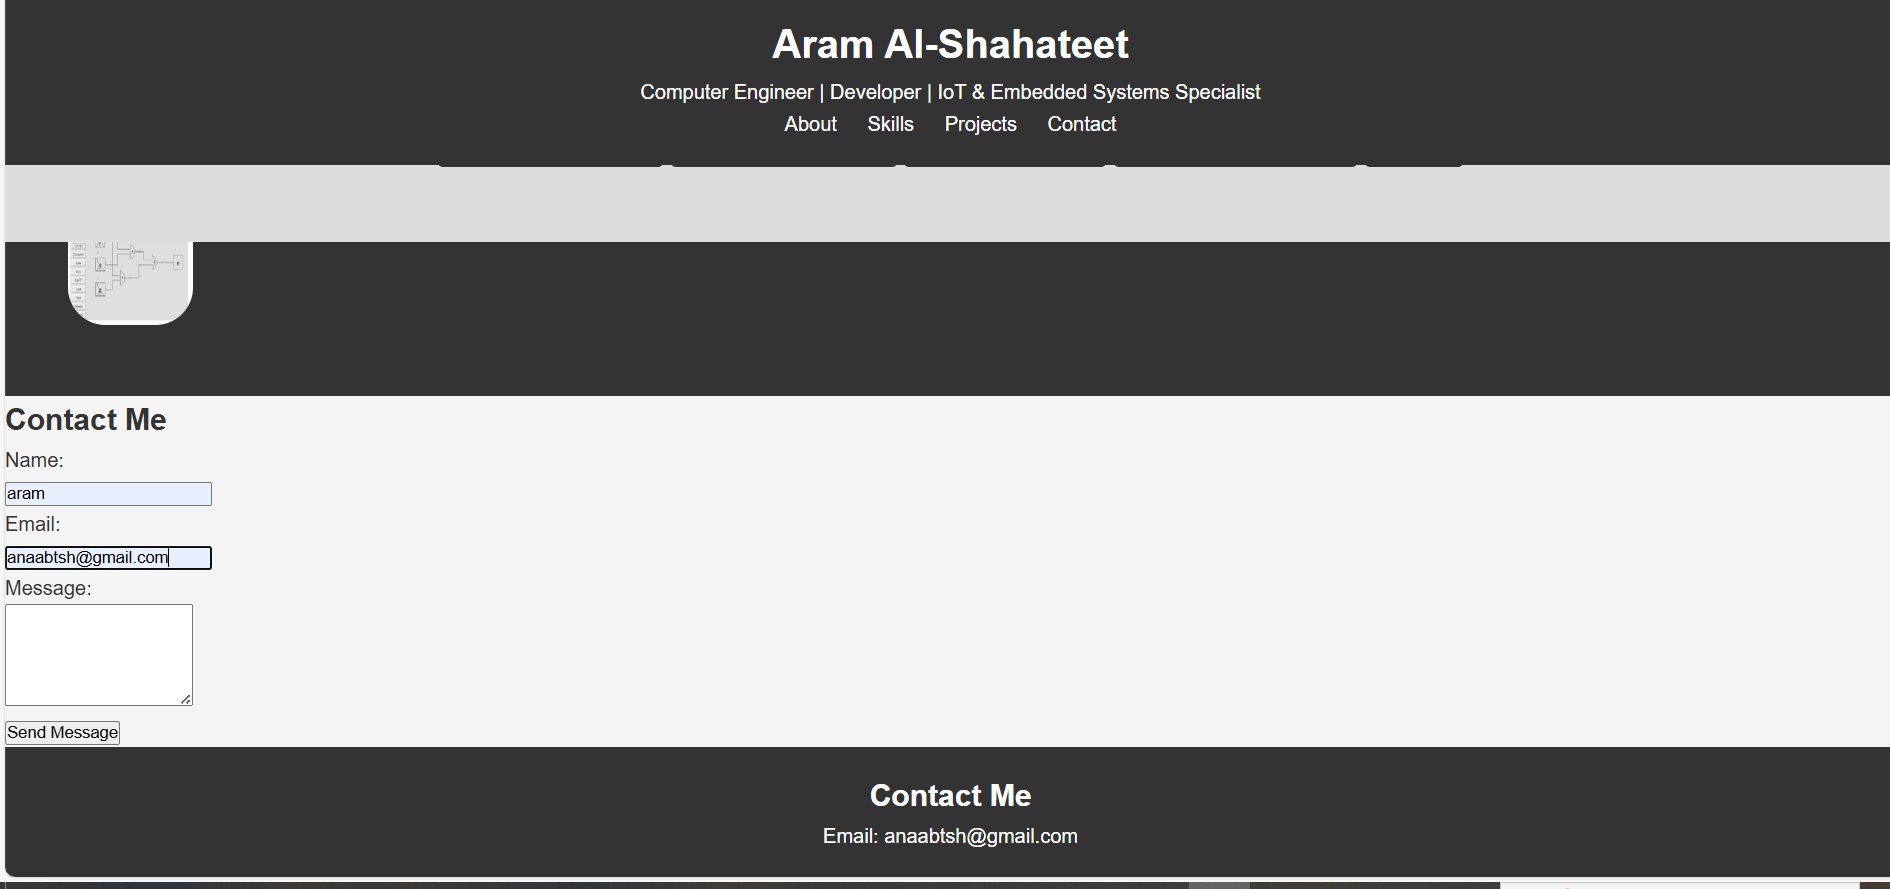 Aram Al-Shahateet
Computer Engineer | Developer | IoT & Embedded Systems Specialist
About Skills Projects Contact
Contact Me
Name:
aram
Email:
anaabtsh@gmail.com
Message:
Send Message
Contact Me
Email: anaabtsh@gmail.com